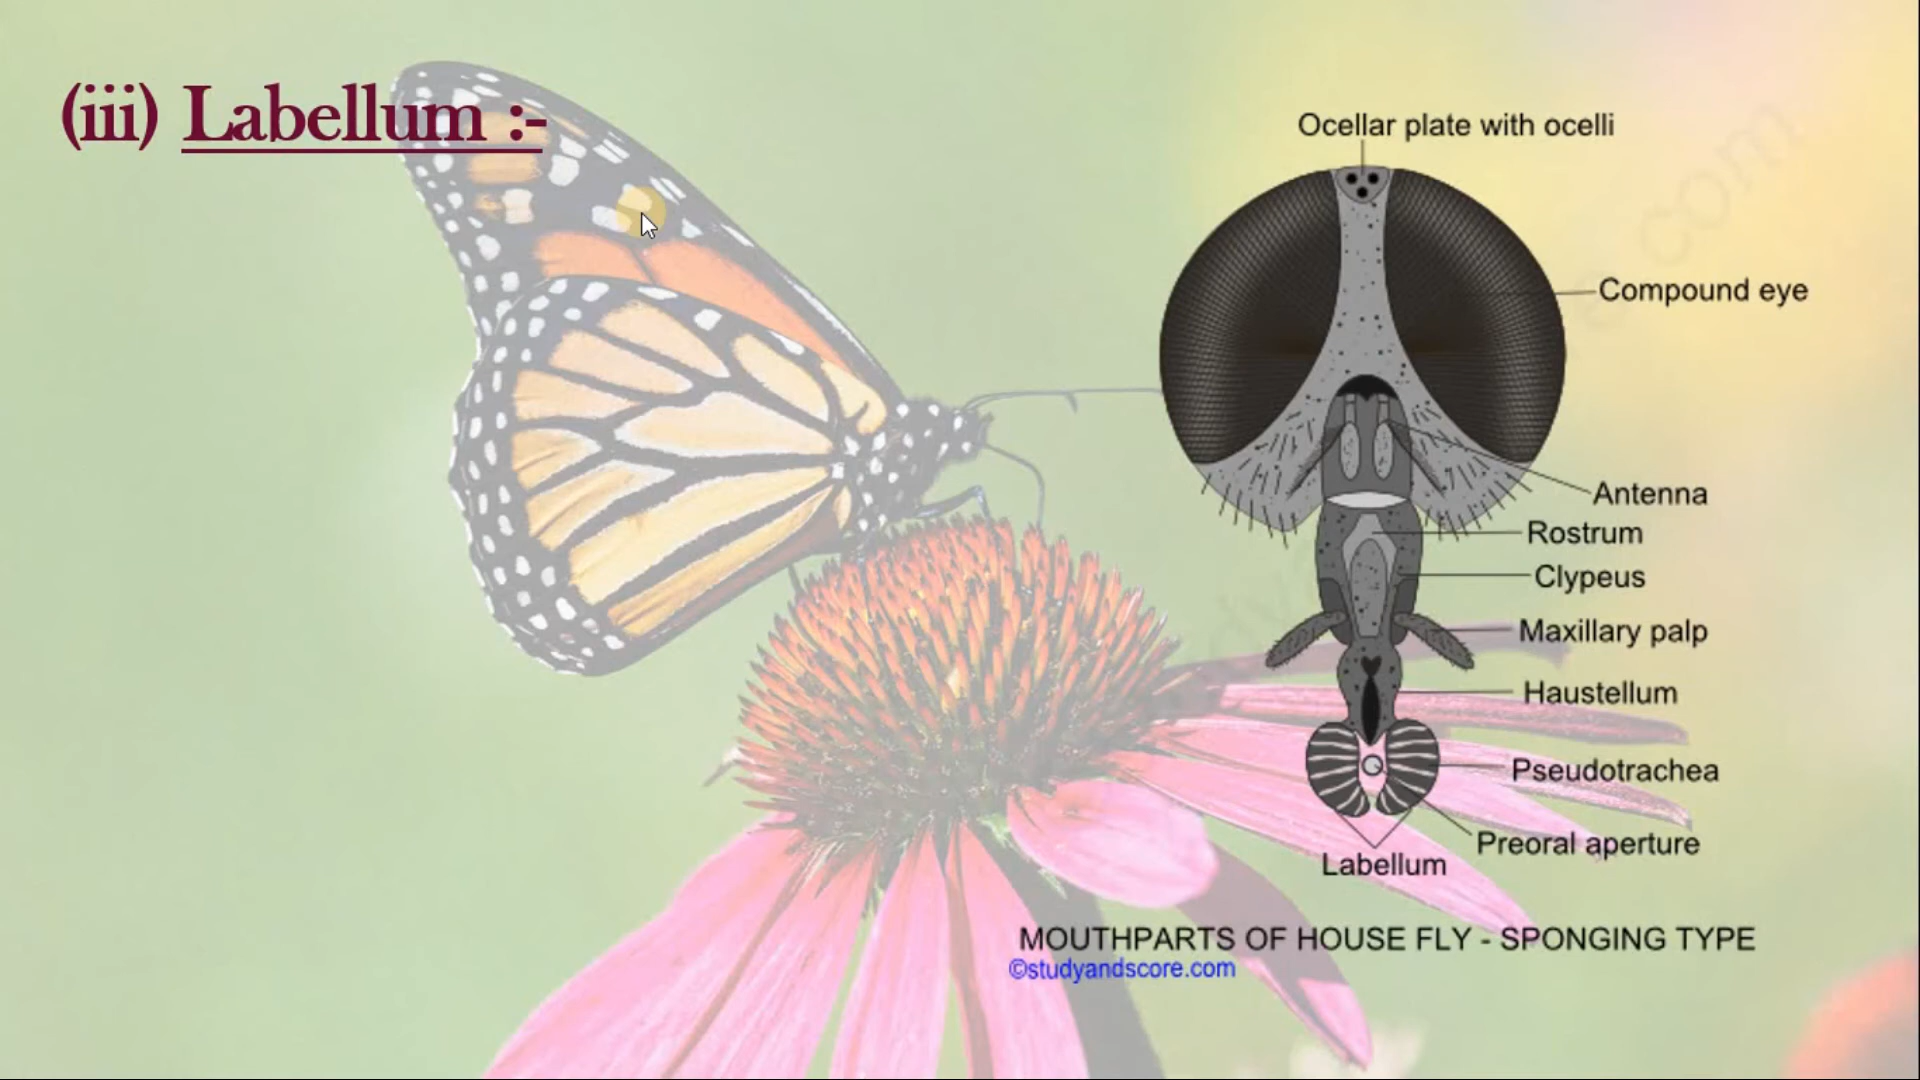 (iii) Labellum :-
Ocellar plate with ocelli
Compound eye
Antenna
Rostrum
Clypeus
Maxillary palp
Haustellum
Pseudotrachea
Preoral aperture
Labellum
MOUTHPARTS OF HOUSE FLY - SPONGING TYPE
©studyandscore.com